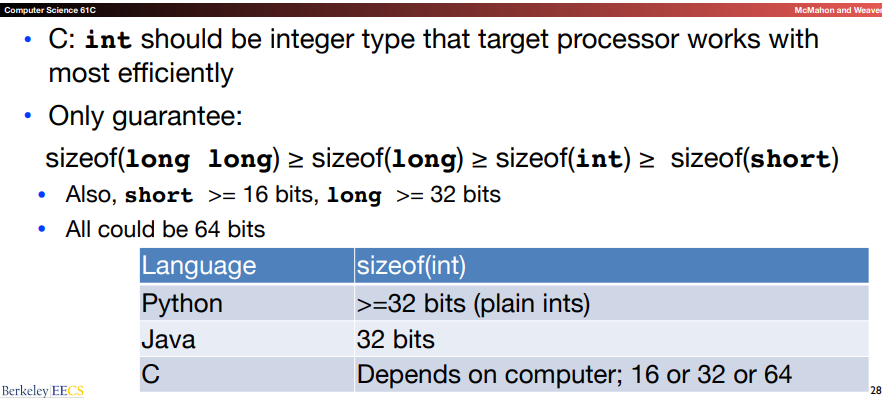 Computer Science 61C McMahon and Weaver
• C: int should be integer type that target processor works with
most efficiently
• Only guarantee:
sizeof(long long) ≥ sizeof(long) ≥ sizeof(int) ≥ sizeof(short)
• Also, short >= 16 bits, long >= 32 bits
• All could be 64 bits
Language sizeof(int)
Python >=32 bits (plain ints)
Java 32 bits
C Depends on computer; 16 or 32 or 64
Berkeley EECS 28